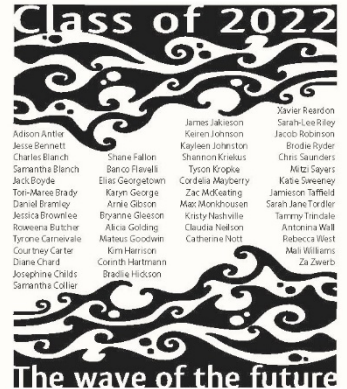 Class of 2022
Adison Antler
Jesse Bennett
Charles Blanch
Samantha Blanch
Jack Boyde
Tori-Maree Brady
Daniel Bramley
Jessica Brownlee
Roweena Butcher
Tyrone Carneivale
Courtney Carter
Diane Chard
Josephine Childs
Samantha Collier
Shane Fallon
Banco Flavelli
Elias Georgetown
Karyn George
Arnie Gibson
Bryanne Gleeson
Alicia Golding
Mateus Goodwin
Kim Harrison
Corinth Hartmann
Bradlie Hickson
James Jakieson
Keiren Johnson
Kayleen Johnston
Shannon Kriekus
Tyson Kropke
Cordelia Mayberry
Zac McKeating
Max Monkhousen
Kristy Nashville
Claudia Neilson
Catherine Nott
Xavier Reardon
Sarah-Lee Riley
Jacob Robinson
Brodie Ryder
Chris Saunders
Mitzi Sayers
Katie Sweeney
Jamieson Taffield
Sarah Jane Tordler
Tammy Trindale
Antonina Wall
Rebecca West
Mali Williams
Za Zwerb
The wave of the future